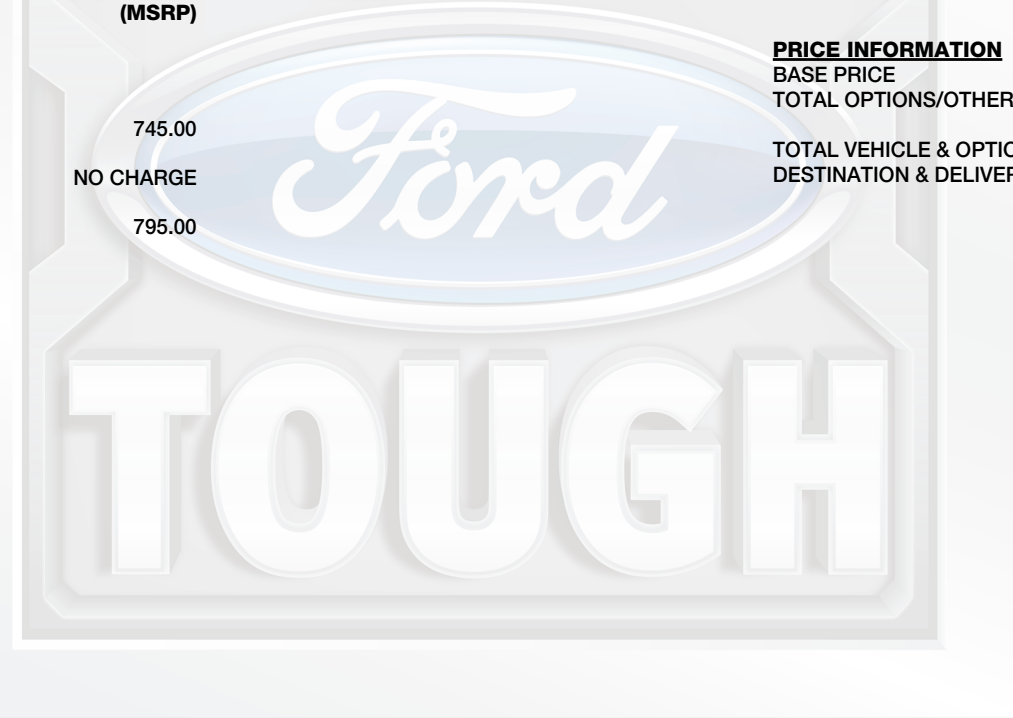 (MSRP)
745.00
NO CHARGE
795.00
PRICE INFORMATION
BASE PRICE
TOTAL OPTIONS/OTHER
TOTAL VEHICLE & OPTIO
DESTINATION & DELIVER
Ford
TOUGH